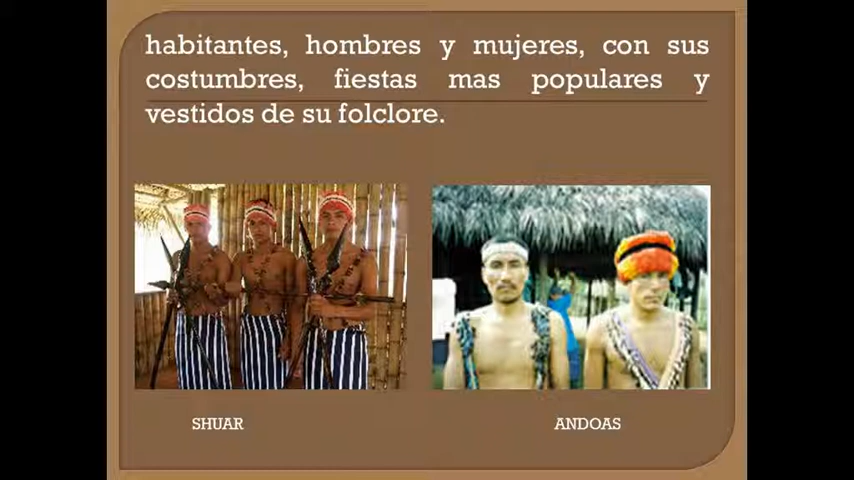 habitantes, hombres y mujeres, con sus
costumbres, fiestas mas populares y
vestidos de su folclore.
SHUAR
ANDOAS